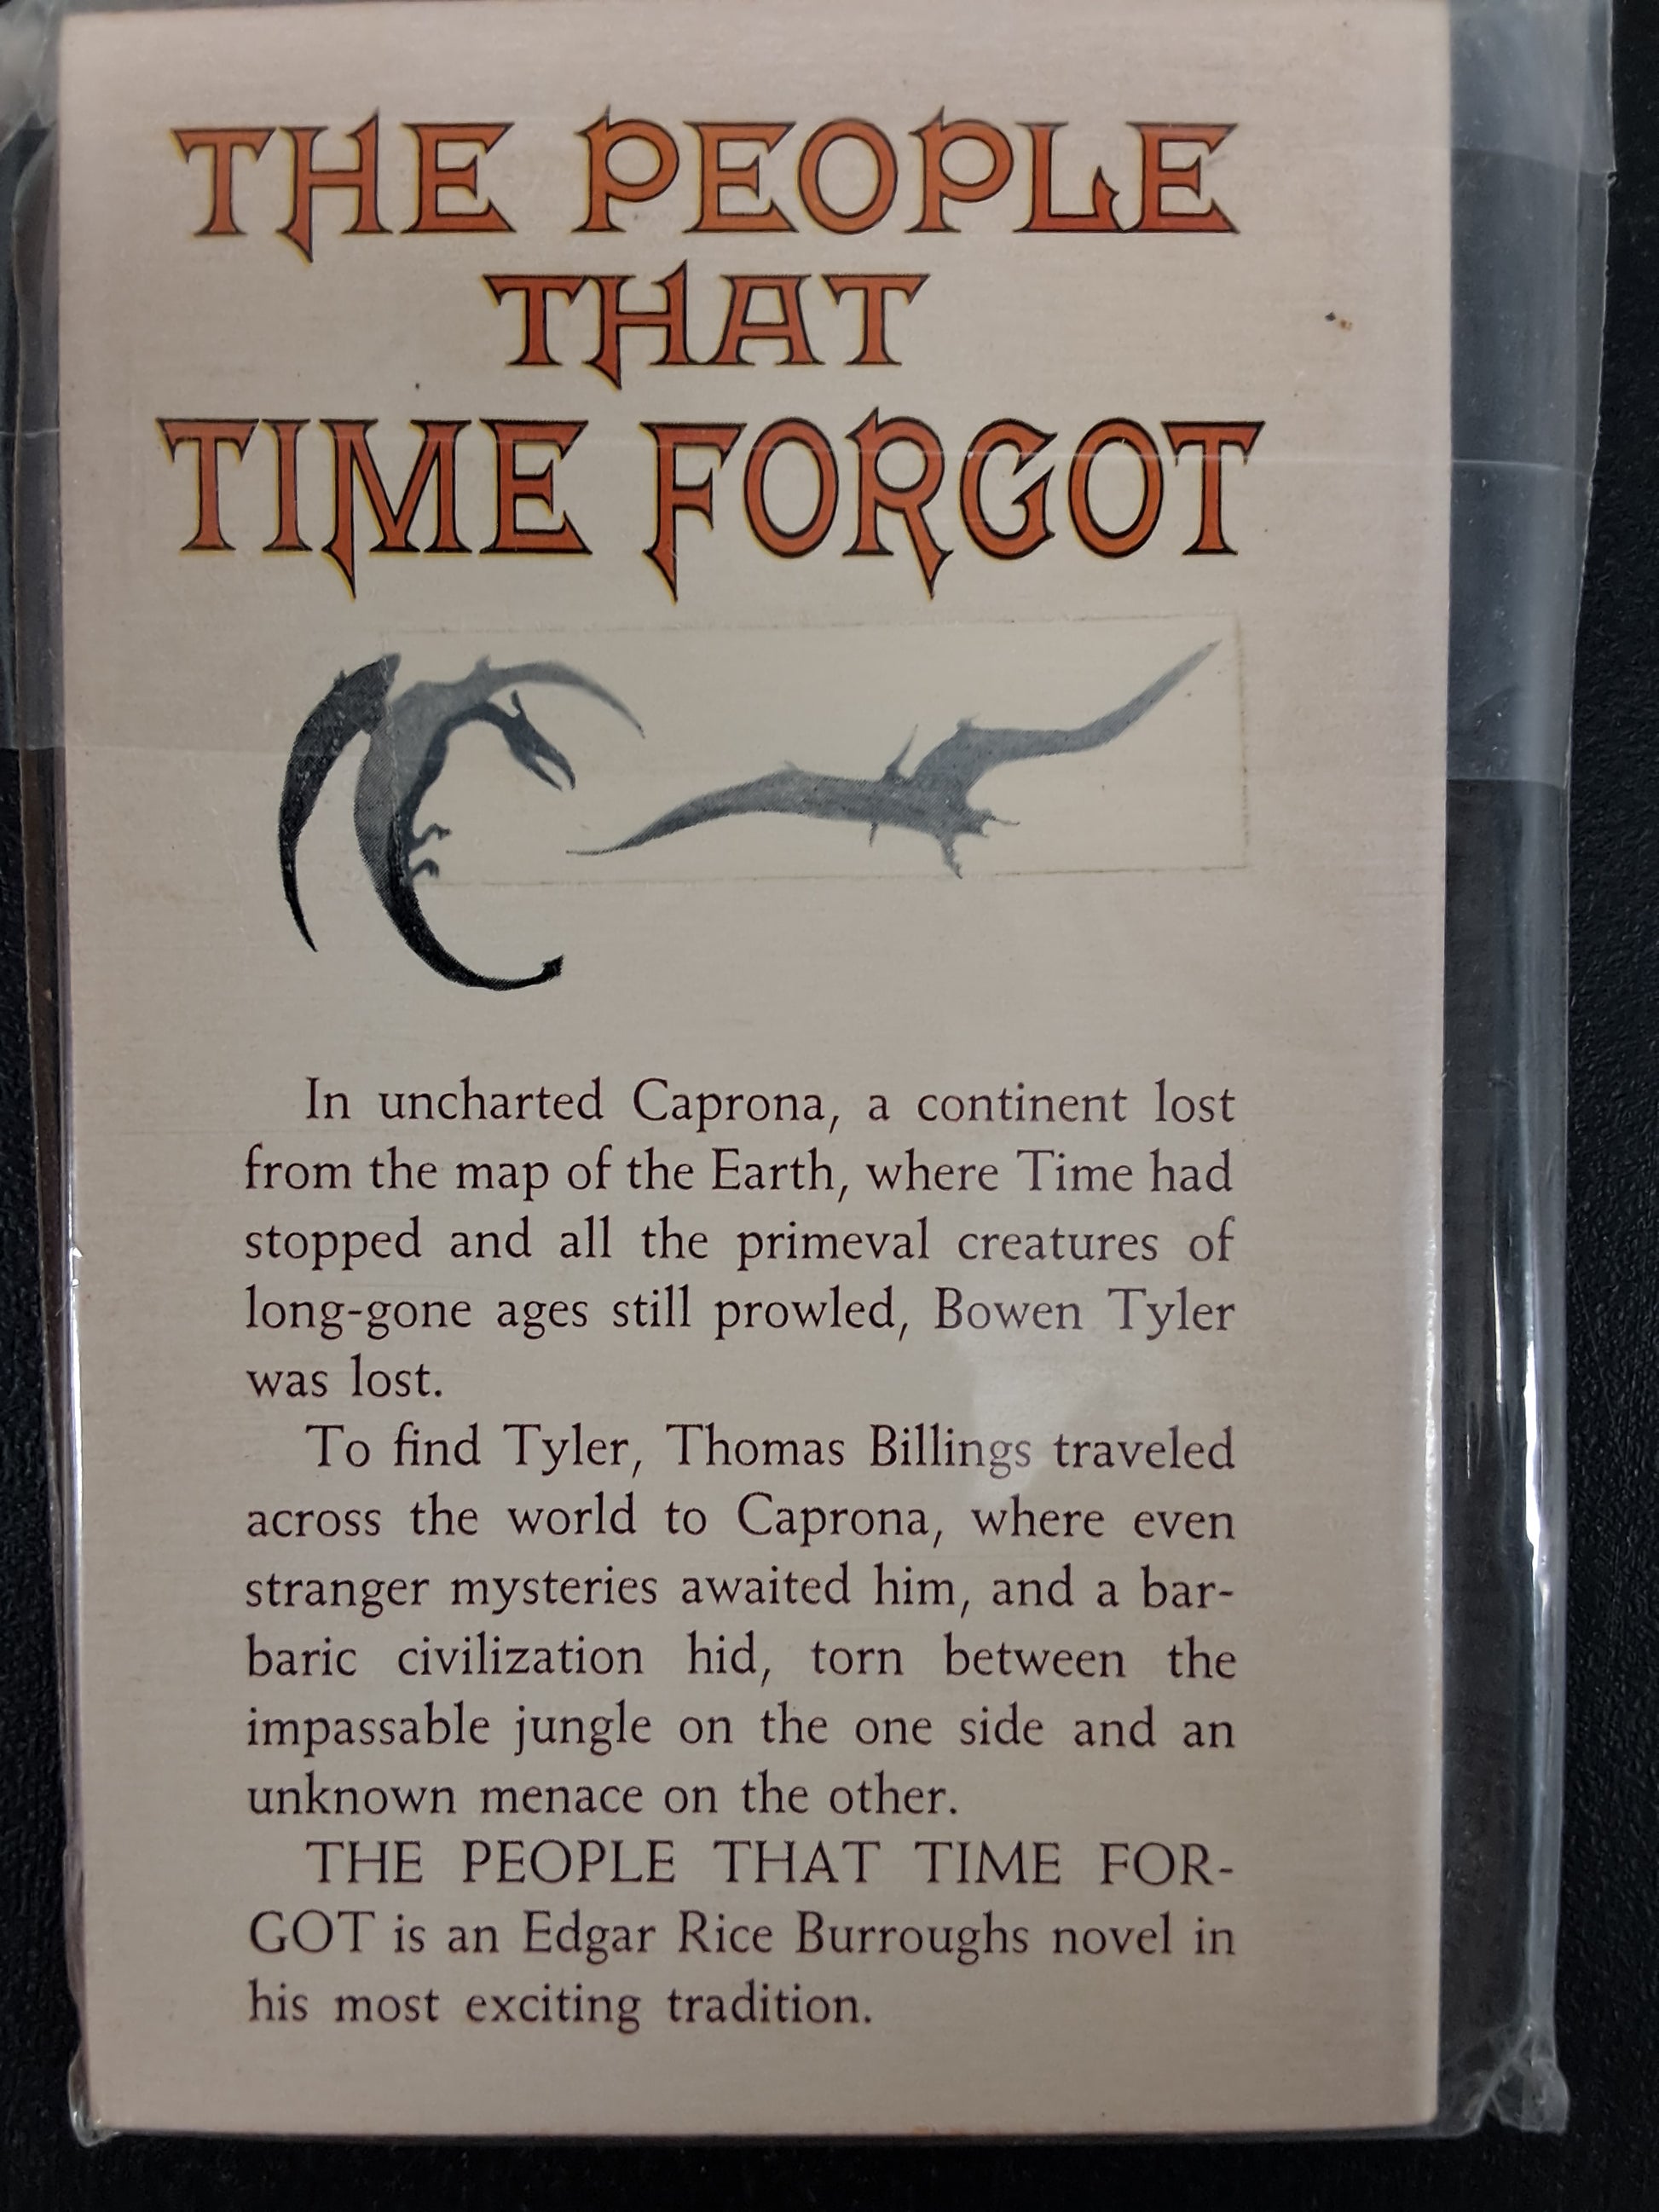 THE PEOPLE
THAT
TIME FORGOT
In uncharted Caprona, a continent lost
from the map of the Earth, where Time had
stopped and all the primeval creatures of
long-gone ages still prowled, Bowen Tyler
was lost.
To find Tyler, Thomas Billings traveled
across the world to Caprona, where even
stranger mysteries awaited him, and a bar-
baric civilization hid, torn between the
impassable jungle on the one side and an
unknown menace on the other.
THE PEOPLE THAT TIME FOR-
GOT is an Edgar Rice Burroughs novel in
his most exciting tradition.